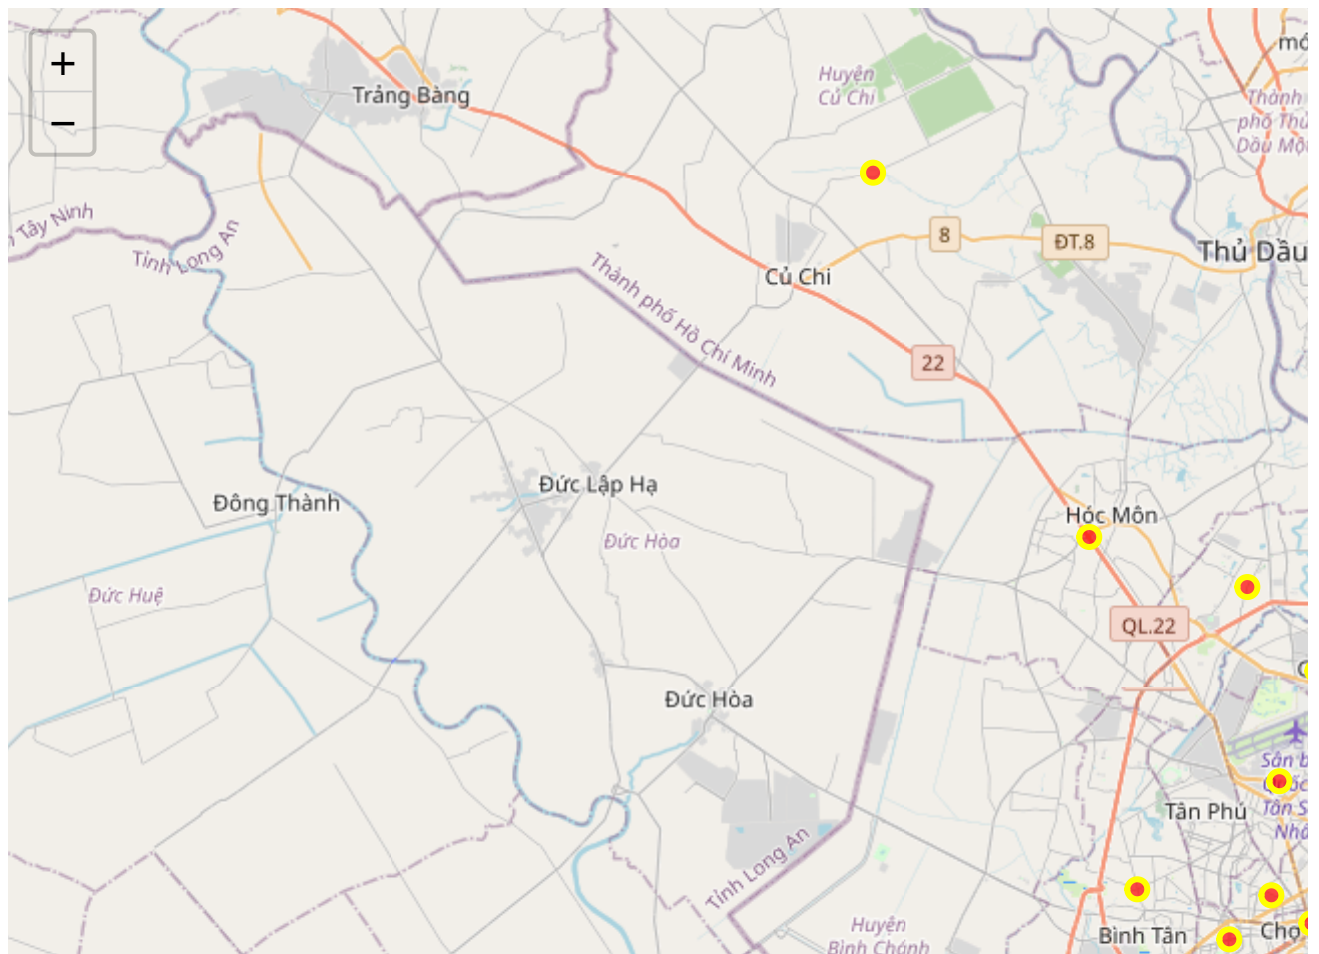 +
−
Trảng Bàng
Huyện
Củ Chi
Thành
phố Thủ
Dầu Một
Tây Ninh
Tỉnh Long An
8
ĐT.8
Thủ Dầu
Củ Chi
Thành phố Hồ Chí Minh
22
Đức Lập Hạ
Đông Thành
Hóc Môn
Đức Hòa
Đức Huệ
QL.22
Đức Hòa
Sân b
Tân S
Nhấ
Tân Phú
Tỉnh Long An
Huyện
Bình Chánh
Bình Tân
Chợ